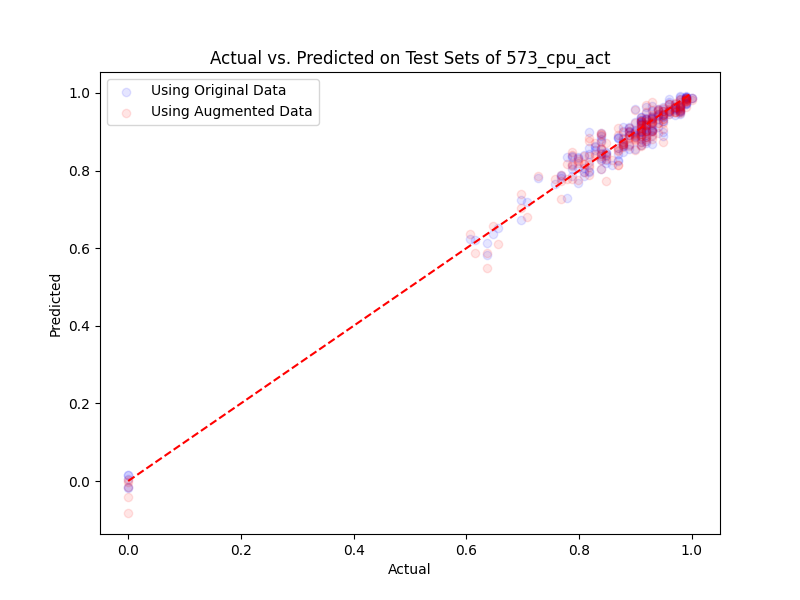 Actual vs. Predicted on Test Sets of 573_cpu_act
Using Original Data
Using Augmented Data
1.0
0.8
0.6
0.4
0.2
0.0
Predicted
0.0 0.2 0.4 0.6 0.8 1.0
Actual